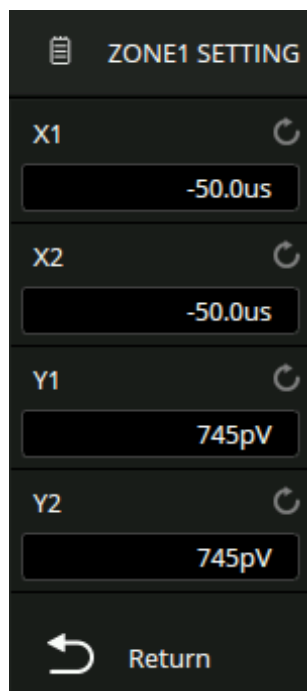 ZONE1 SETTING
X1
-50.0us
X2
-50.0us
Y1
745pV
Y2
745pV
Return